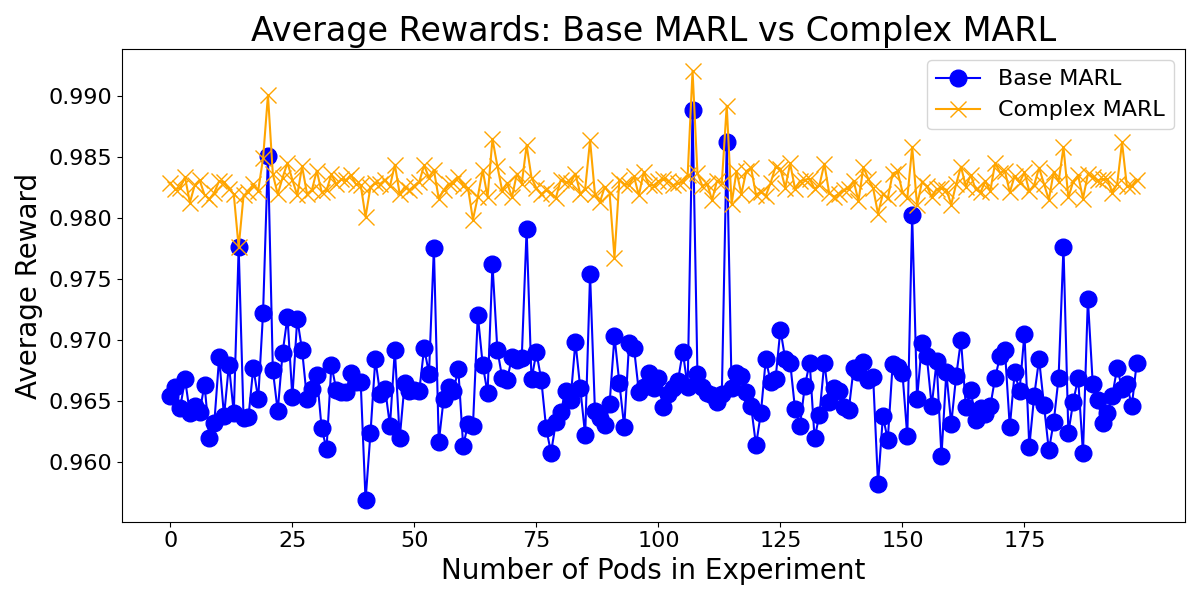 Average Rewards: Base MARL vs Complex MARL
Base MARL
Complex MARL
0.990
0.985
0.980
0.975
0.970
0.965
0.960
Average Reward
0 25 50 75 100 125 150 175
Number of Pods in Experiment